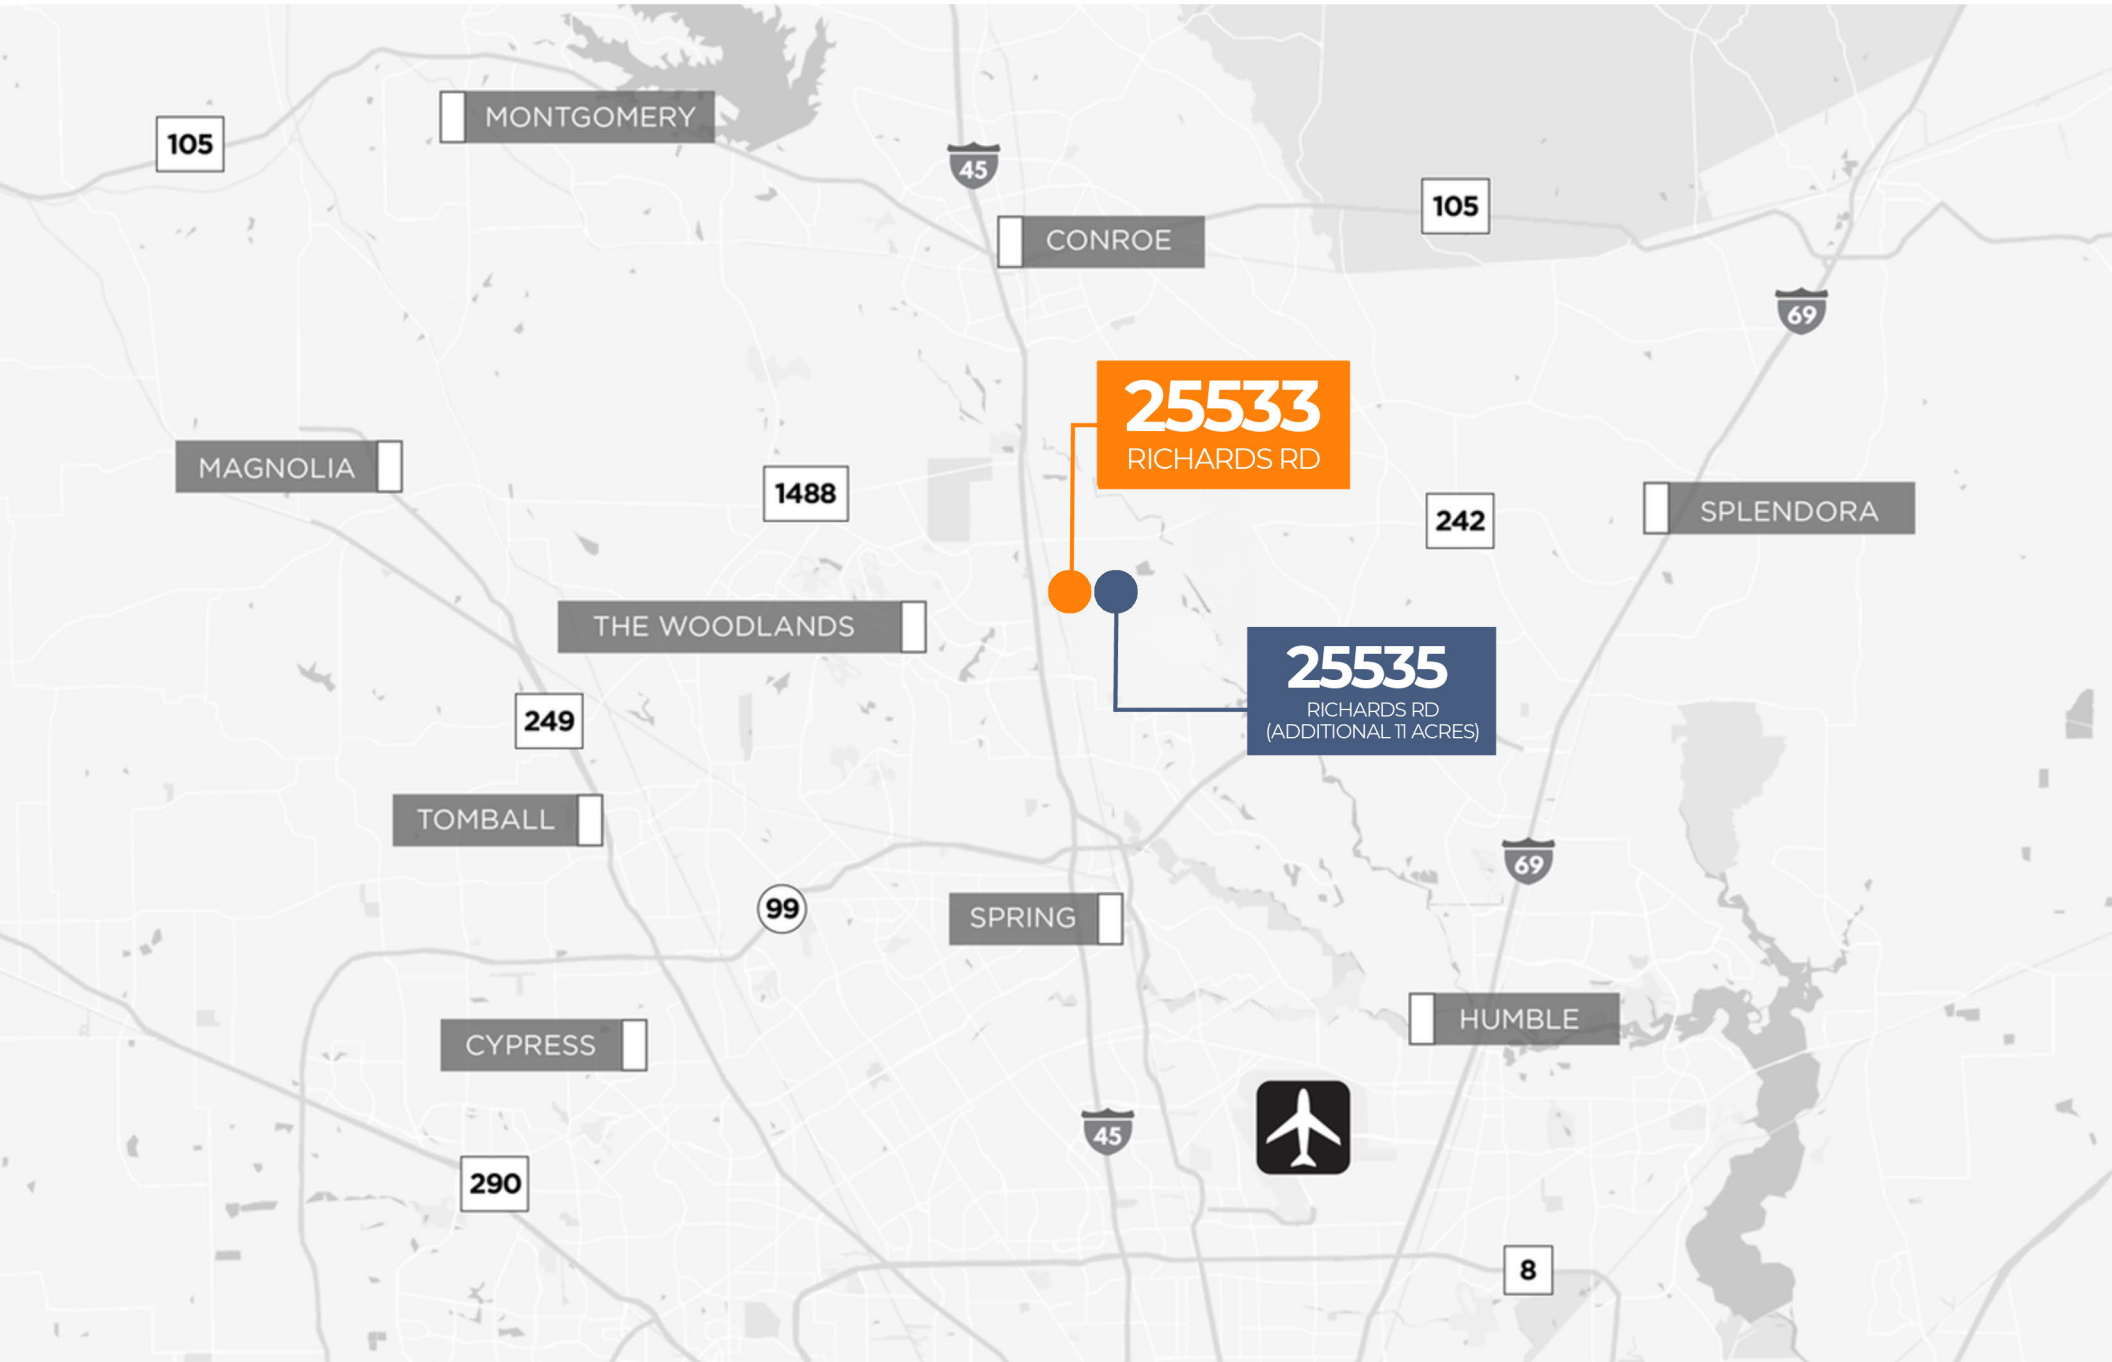 MONTGOMERY
105
45
105
CONROE
69
25533
RICHARDS RD
MAGNOLIA
1488
242
SPLENDORA
THE WOODLANDS
25535
RICHARDS RD
(ADDITIONAL 11 ACRES)
249
TOMBALL
69
99
SPRING
HUMBLE
CYPRESS
45
290
8